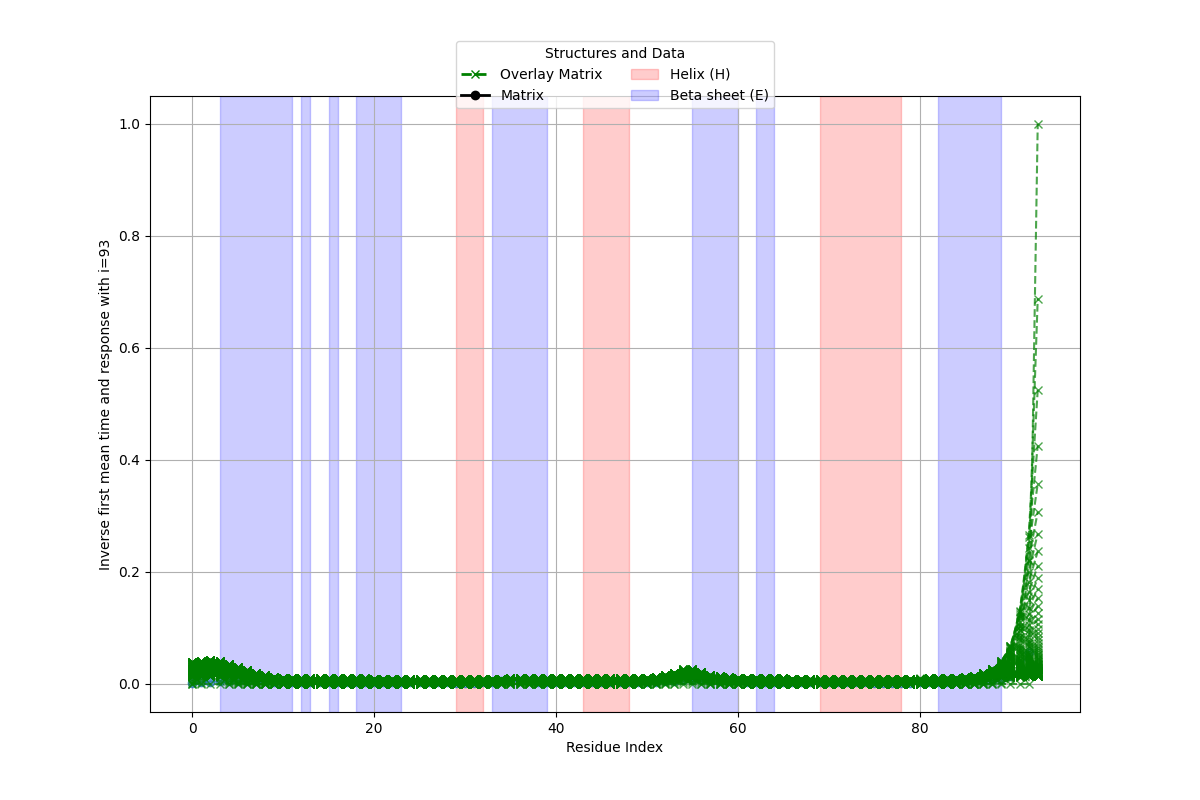 Structures and Data
Overlay Matrix
Matrix
Helix (H)
Beta sheet (E)
Inverse first mean time and response with i=93
1.0
0.8
0.6
0.4
0.2
0.0
0 20 40 60 80
Residue Index